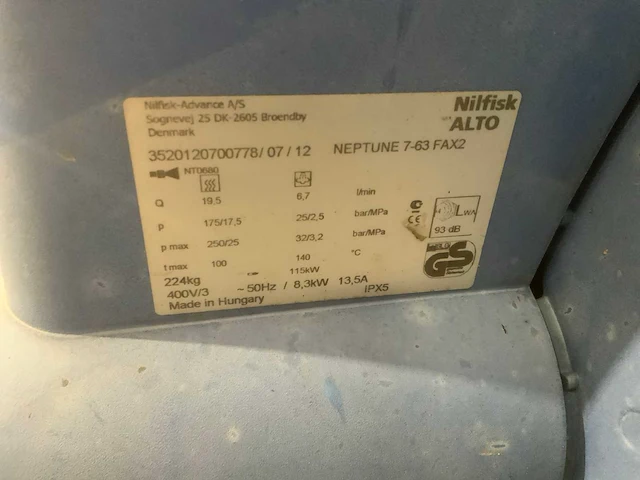 Nilfisk-Advance A/S
Sognevej 25 DK-2605 Broendby
Denmark
Nilfisk
ALTO
3520120700778/ 07 / 12 NEPTUNE 7-63 FAX2
NT0680
Q 19,5 6,7 l/min
p 175/17,5 25/2,5 bar/MPa
p max 250/25 32/3,2 bar/MPa
t max 100 140 °C
CE
LWA
93 dB
GS
224kg 115kW
400V/3 ~ 50Hz / 8,3kW 13,5A IPX5
Made in Hungary